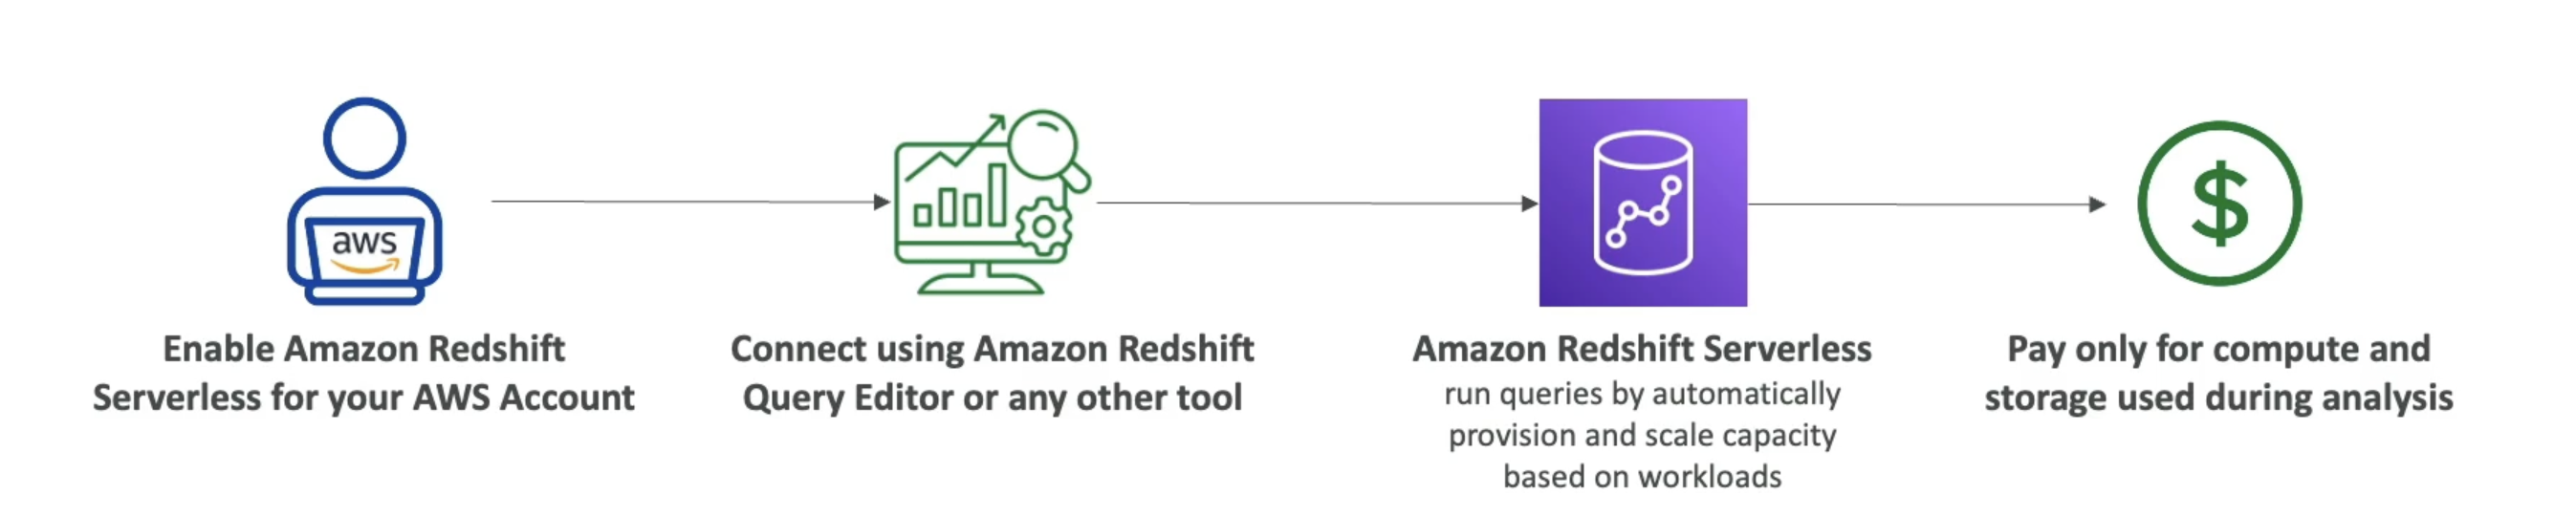 aws
Enable Amazon Redshift
Serverless for your AWS Account
Connect using Amazon Redshift
Query Editor or any other tool
Amazon Redshift Serverless
run queries by automatically
provision and scale capacity
based on workloads
$
Pay only for compute and
storage used during analysis